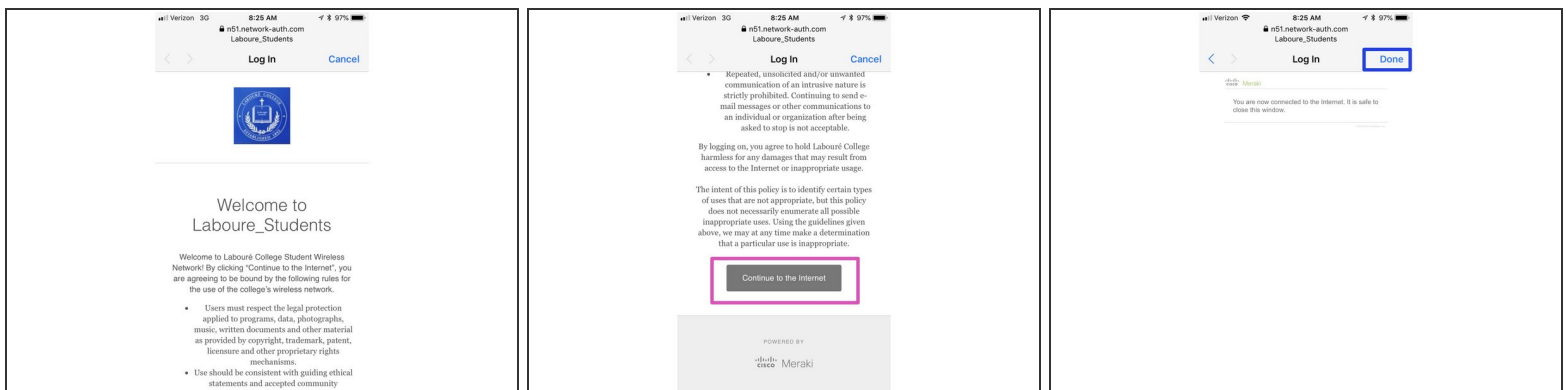 Verizon 3G 8:25 AM 97%
n51.network-auth.com
Laboure_Students
Log In Cancel
Welcome to
Laboure_Students
Welcome to Labouré College Student Wireless
Network! By clicking "Continue to the Internet", you
are agreeing to be bound by the following rules for
the use of the college's wireless network.
• Users must respect the legal protection
applied to programs, data, photographs,
music, written documents and other material
as provided by copyright, trademark, patent,
licensure and other proprietary rights
mechanisms.
• Use should be consistent with guiding ethical
statements and accepted community
Verizon 3G 8:25 AM 97%
n51.network-auth.com
Laboure_Students
Log In Cancel
• Repeated, unsolicited and/or unwanted
communication of an intrusive nature is
strictly prohibited. Continuing to send e-
mail messages or other communications to
an individual or organization after being
asked to stop is not acceptable.
By logging on, you agree to hold Labouré College
harmless for any damages that may result from
access to the Internet or inappropriate usage.
The intent of this policy is to identify certain types
of uses that are not appropriate, but this policy
does not necessarily enumerate all possible
inappropriate uses. Using the guidelines given
above, we may at any time make a determination
that a particular use is inappropriate.
Continue to the Internet
POWERED BY
CISCO Meraki
Verizon 8:25 AM 97%
n51.network-auth.com
Laboure_Students
Log In Done
CISCO Meraki
You are now connected to the Internet. It is safe to
close this window.